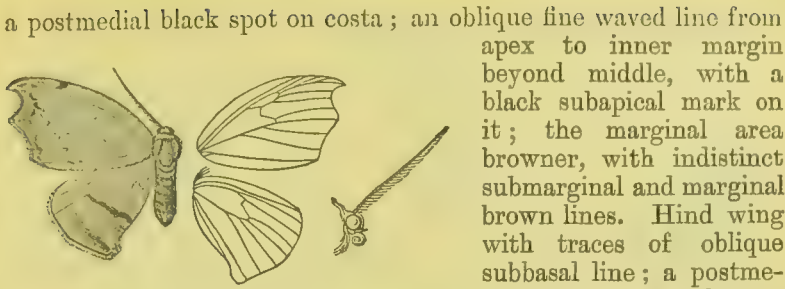 a postmedial black spot on costa; an oblique fine waved line from
apex to inner margin
beyond middle, with a
black subapical mark on
it; the marginal area
browner, with indistinct
submarginal and marginal
brown lines. Hind wing
with traces of oblique
subbasal line; a postme-